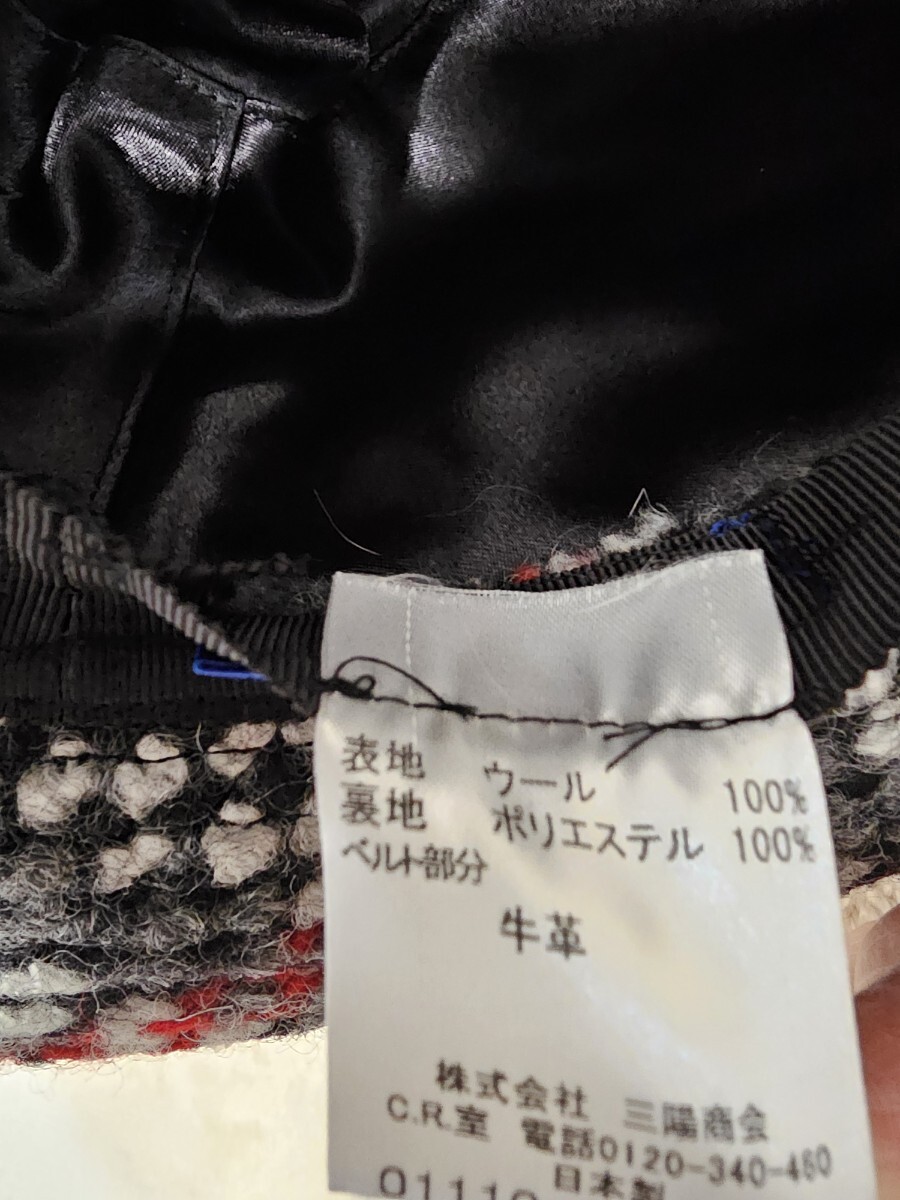 表地 ウール 100%
裏地 ポリエステル 100%
ベルト部分
牛革
株式会社 三陽商会
C.R.室 電話0120-340-460
日本製